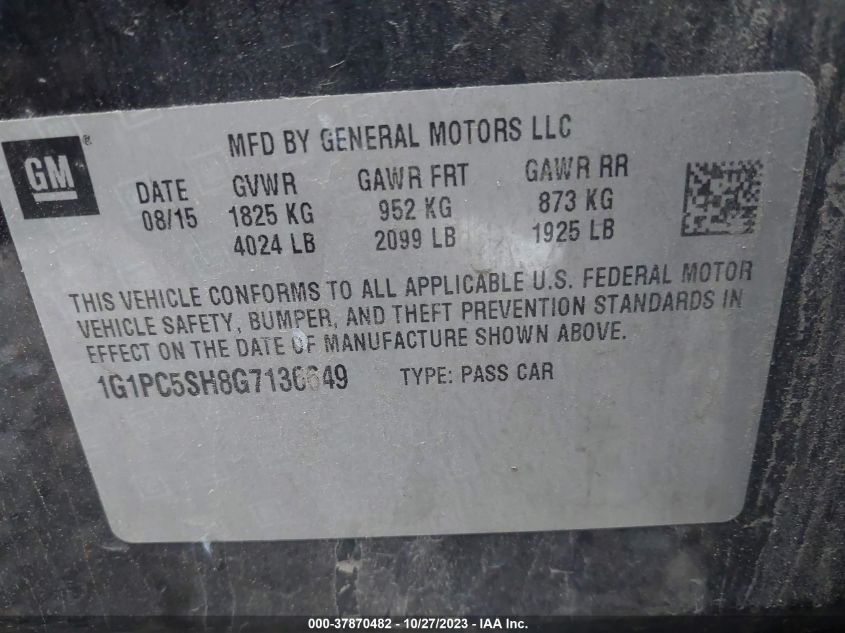 GM®
MFD BY GENERAL MOTORS LLC
DATE GVWR GAWR FRT GAWR RR
08/15 1825 KG 952 KG 873 KG
4024 LB 2099 LB 1925 LB
THIS VEHICLE CONFORMS TO ALL APPLICABLE U.S. FEDERAL MOTOR
VEHICLE SAFETY, BUMPER, AND THEFT PREVENTION STANDARDS IN
EFFECT ON THE DATE OF MANUFACTURE SHOWN ABOVE.
1G1PC5SH8G7136649 TYPE: PASS CAR
000-37870482 - 10/27/2023 - IAA Inc.